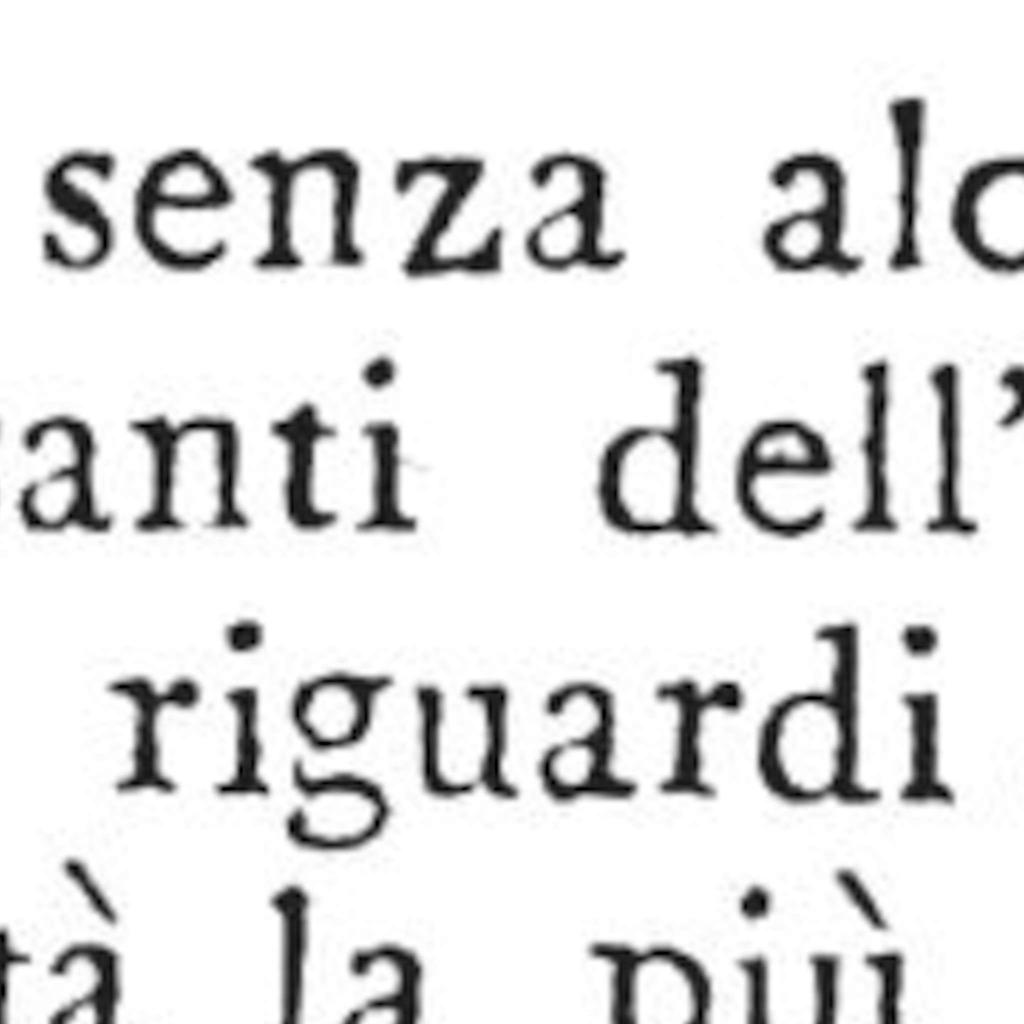 senza alc
anti dell’
riguardi
tà la più